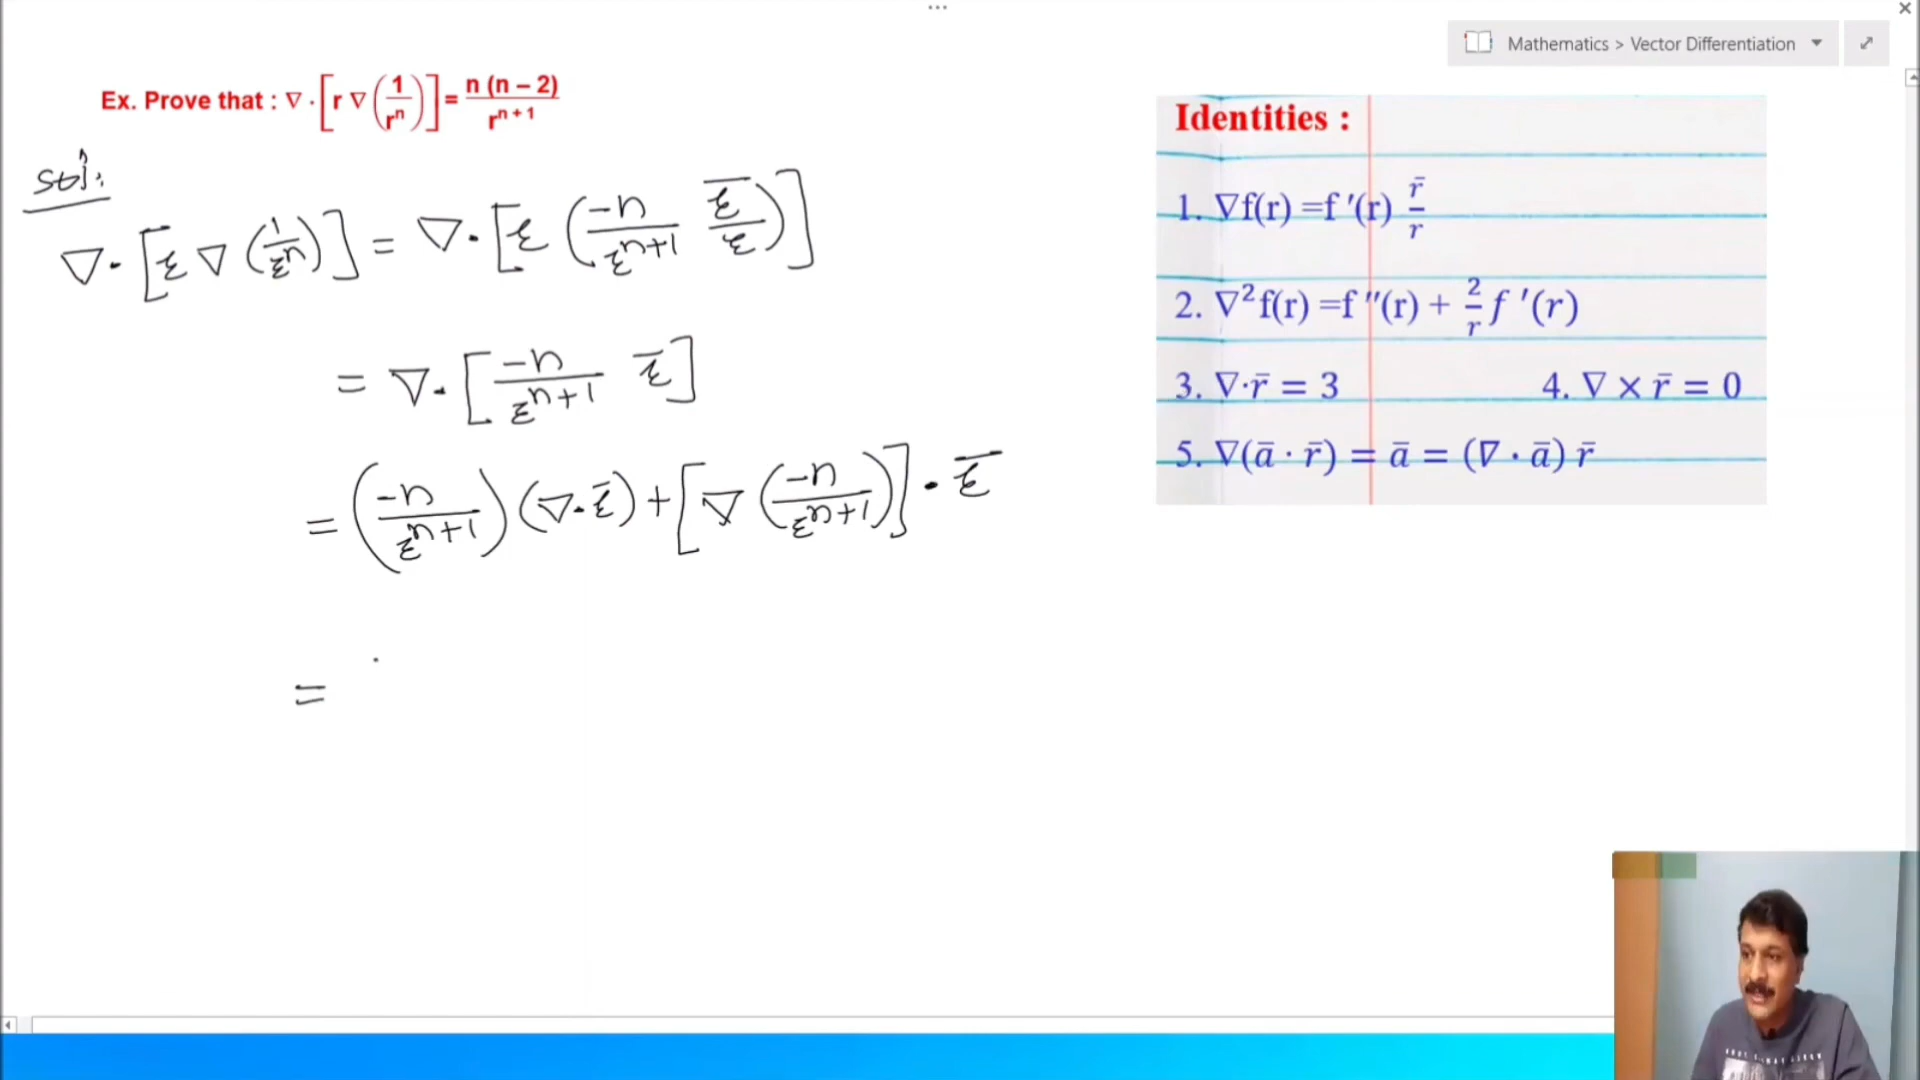 Mathematics > Vector Differentiation
Ex. Prove that : ∇ · [r ∇ (1/rⁿ)] = n (n – 2)/rⁿ⁺¹
Solⁿ:
∇ · [r ∇ (1/rⁿ)] = ∇ · [r (-n/rⁿ⁺¹ r̄/r)]
= ∇ · [-n/rⁿ⁺¹ r̄]
= (-n/rⁿ⁺¹) (∇ · r̄) + [∇ (-n/rⁿ⁺¹)] · r̄
=
Identities :
1. ∇f(r) =f ′(r) r̄/r
2. ∇²f(r) =f ″(r) + 2/r f ′(r)
3. ∇·r̄ = 3 4. ∇ × r̄ = 0
5. ∇(ā · r̄) = ā = (∇ · ā) r̄